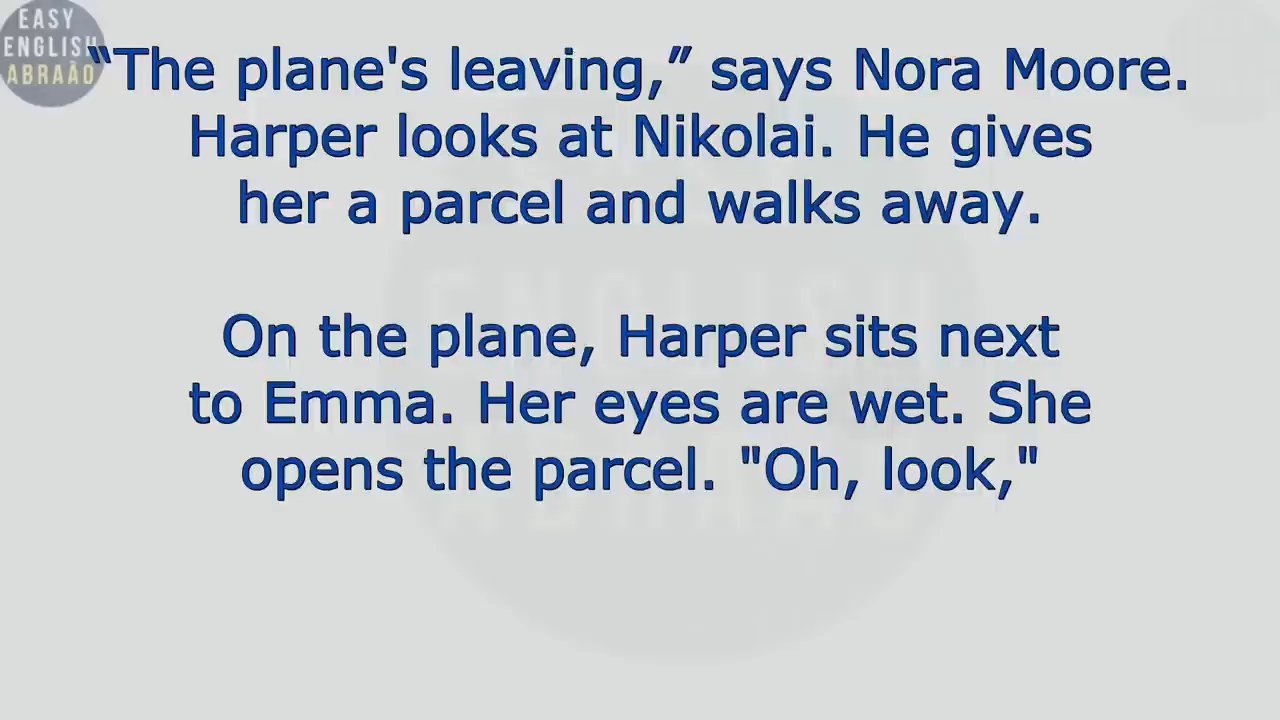 EASY
ENGLISH
ABRAÃO
“The plane's leaving,” says Nora Moore.
Harper looks at Nikolai. He gives
her a parcel and walks away.
On the plane, Harper sits next
to Emma. Her eyes are wet. She
opens the parcel. "Oh, look,"
ENGLISH
ABRAÃO